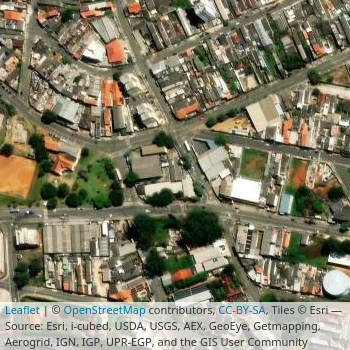 Leaflet | © OpenStreetMap contributors, CC-BY-SA, Tiles © Esri —
Source: Esri, i-cubed, USDA, USGS, AEX, GeoEye, Getmapping,
Aerogrid, IGN, IGP, UPR-EGP, and the GIS User Community